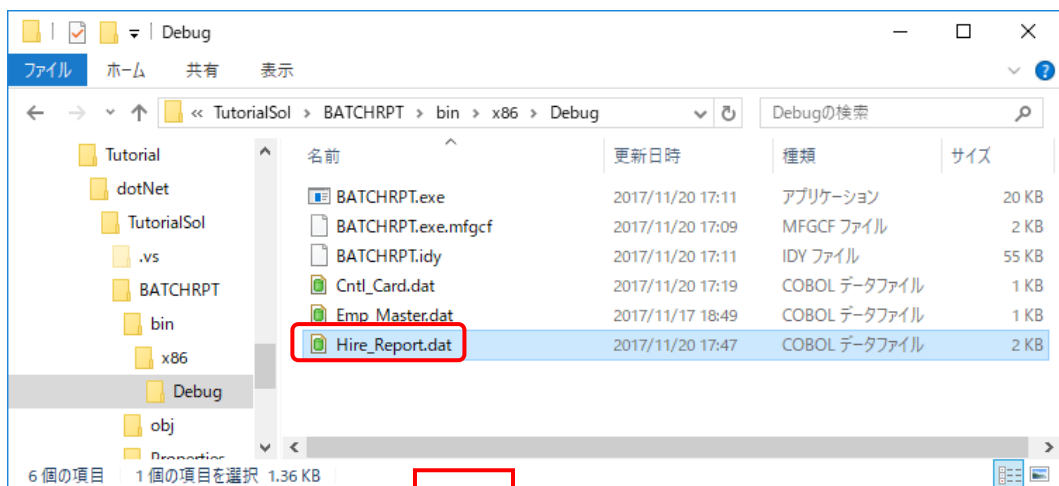 Debug
ファイル ホーム 共有 表示
« TutorialSol › BATCHRPT › bin › x86 › Debug Debugの検索
Tutorial
dotNet
TutorialSol
.vs
BATCHRPT
bin
x86
Debug
obj
Properties
名前 更新日時 種類 サイズ
BATCHRPT.exe 2017/11/20 17:11 アプリケーション 20 KB
BATCHRPT.exe.mfgcf 2017/11/20 17:09 MFGCF ファイル 2 KB
BATCHRPT.idy 2017/11/20 17:11 IDY ファイル 55 KB
Cntl_Card.dat 2017/11/20 17:19 COBOL データファイル 1 KB
Emp_Master.dat 2017/11/17 18:49 COBOL データファイル 1 KB
Hire_Report.dat 2017/11/20 17:47 COBOL データファイル 2 KB
6 個の項目 1 個の項目を選択 1.36 KB